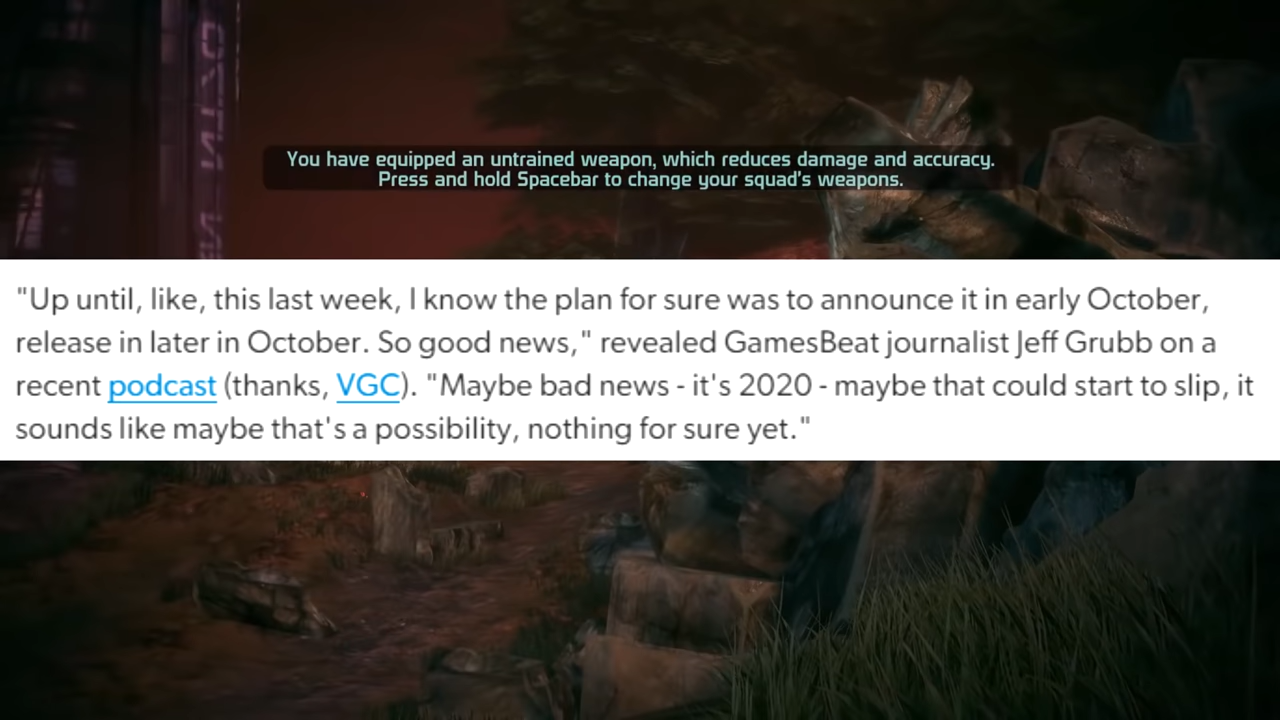 You have equipped an untrained weapon, which reduces damage and accuracy.
Press and hold Spacebar to change your squad's weapons.
"Up until, like, this last week, I know the plan for sure was to announce it in early October,
release in later in October. So good news," revealed GamesBeat journalist Jeff Grubb on a
recent podcast (thanks, VGC). "Maybe bad news - it's 2020 - maybe that could start to slip, it
sounds like maybe that's a possibility, nothing for sure yet."